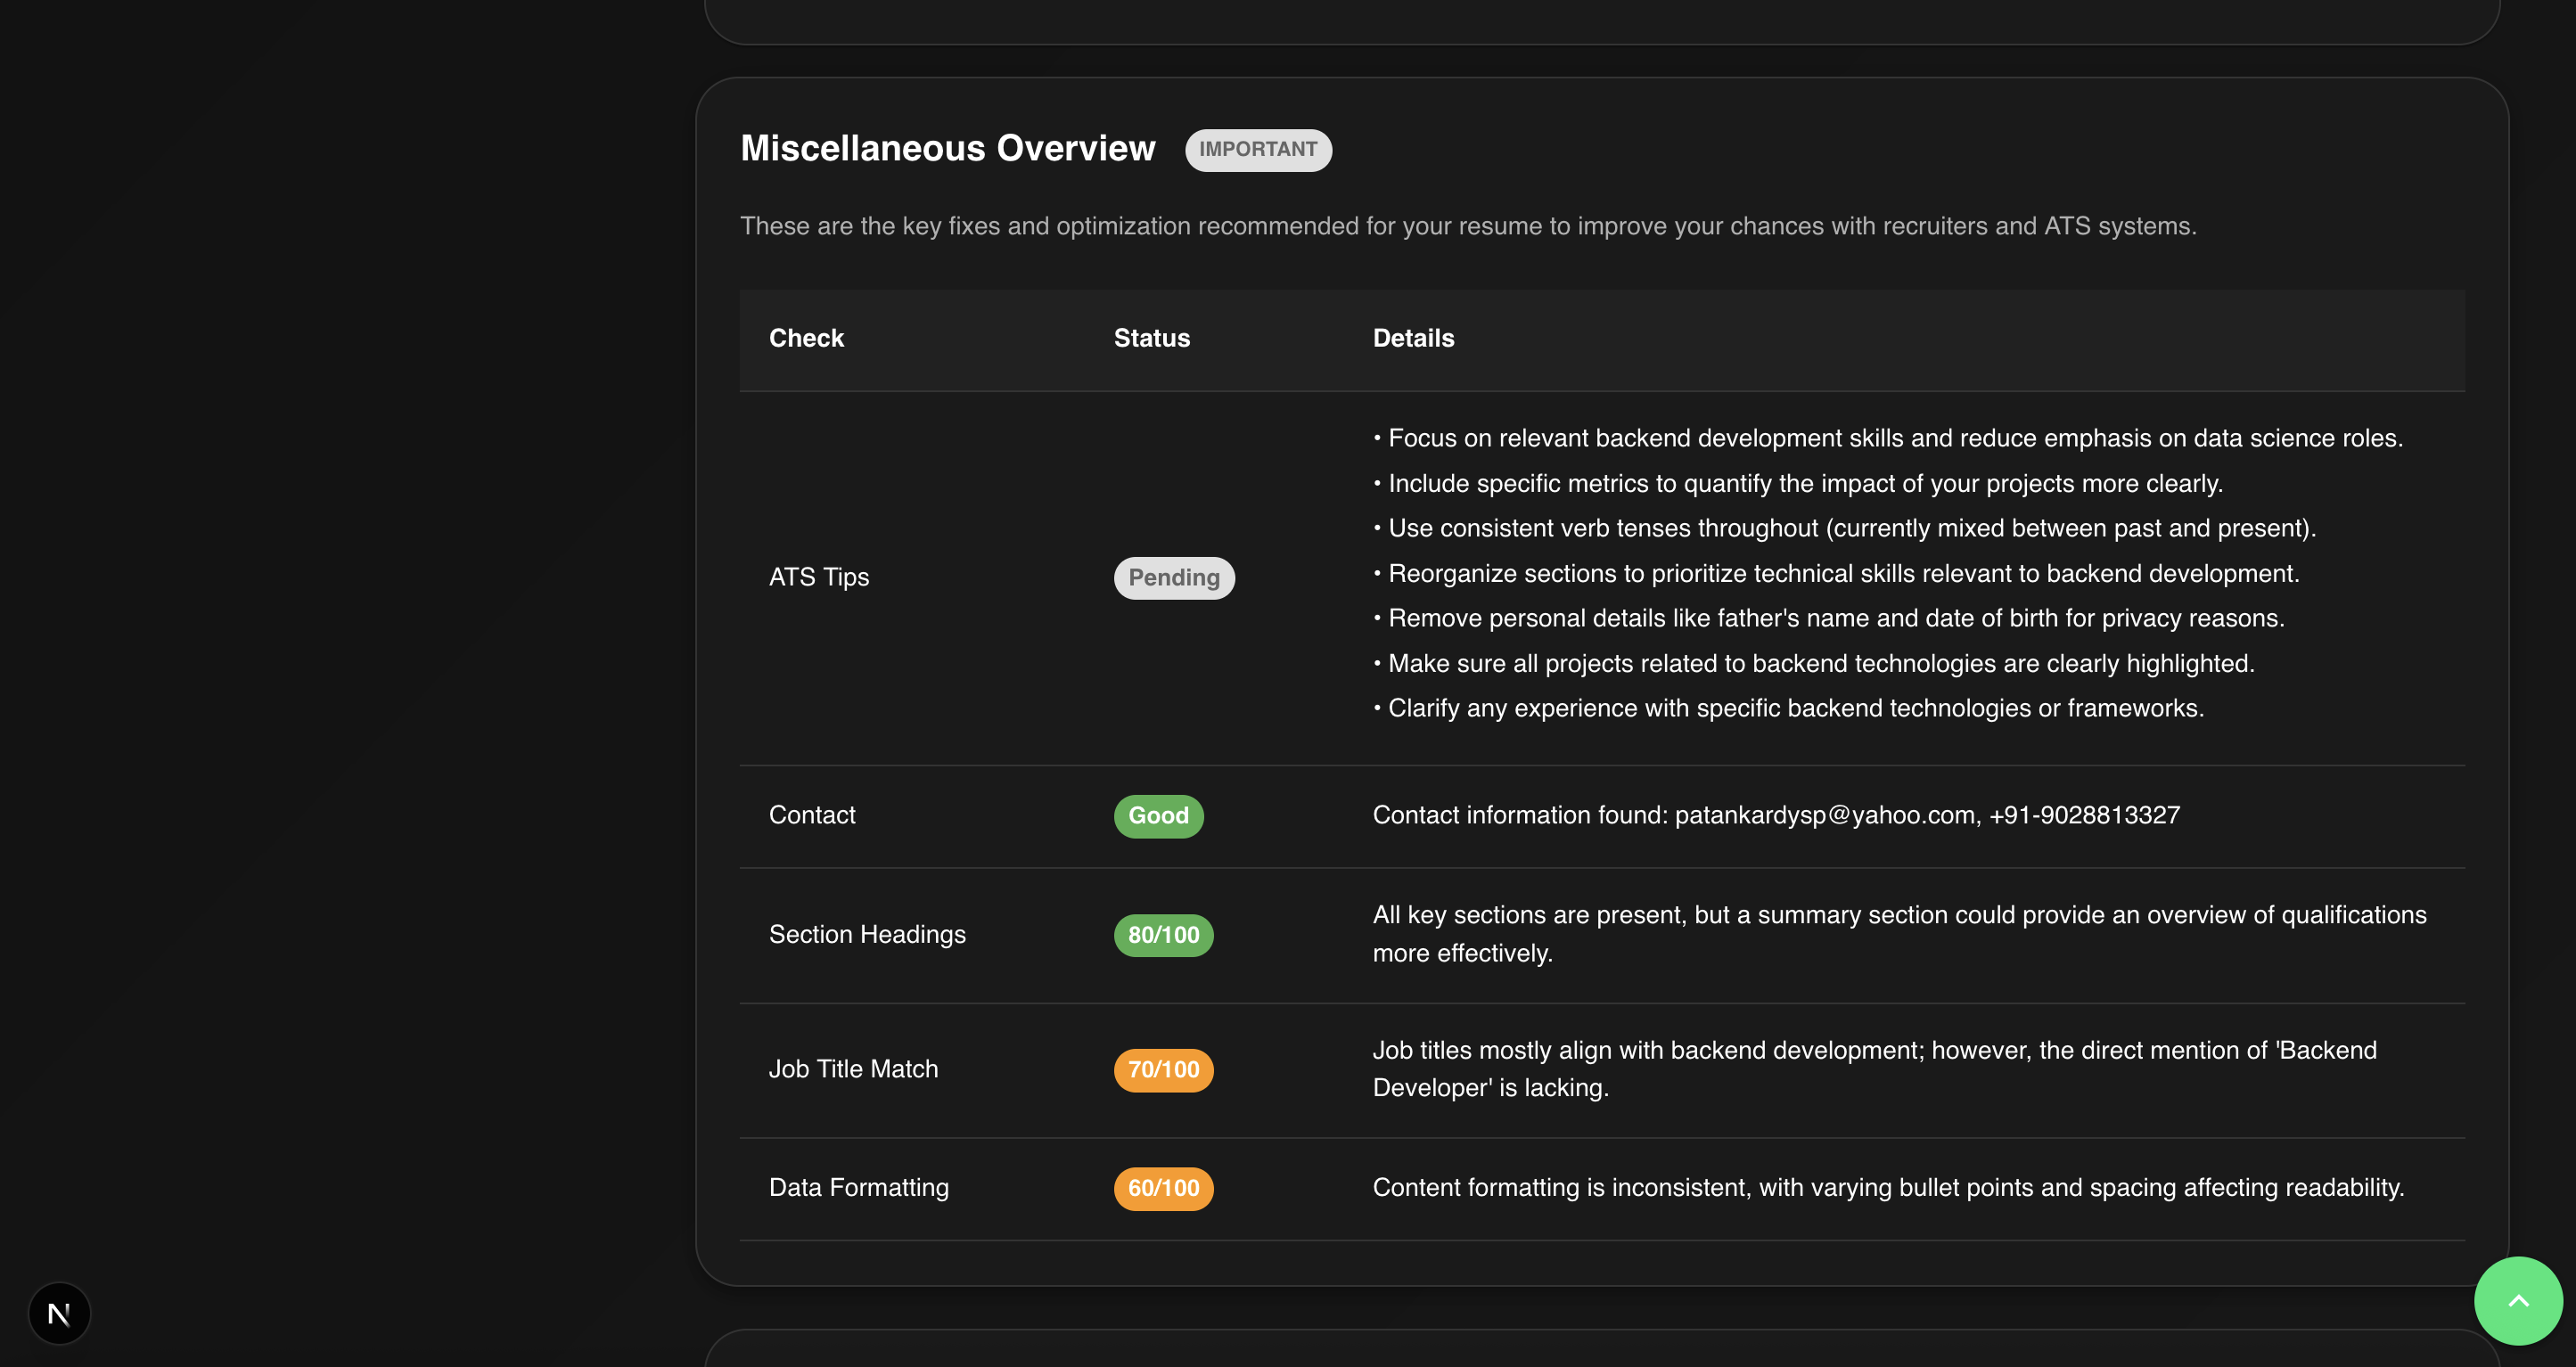 Miscellaneous Overview IMPORTANT
These are the key fixes and optimization recommended for your resume to improve your chances with recruiters and ATS systems.
Check Status Details
ATS Tips Pending
• Focus on relevant backend development skills and reduce emphasis on data science roles.
• Include specific metrics to quantify the impact of your projects more clearly.
• Use consistent verb tenses throughout (currently mixed between past and present).
• Reorganize sections to prioritize technical skills relevant to backend development.
• Remove personal details like father's name and date of birth for privacy reasons.
• Make sure all projects related to backend technologies are clearly highlighted.
• Clarify any experience with specific backend technologies or frameworks.
Contact Good Contact information found: patankardysp@yahoo.com, +91-9028813327
Section Headings 80/100 All key sections are present, but a summary section could provide an overview of qualifications
more effectively.
Job Title Match 70/100 Job titles mostly align with backend development; however, the direct mention of 'Backend
Developer' is lacking.
Data Formatting 60/100 Content formatting is inconsistent, with varying bullet points and spacing affecting readability.
N